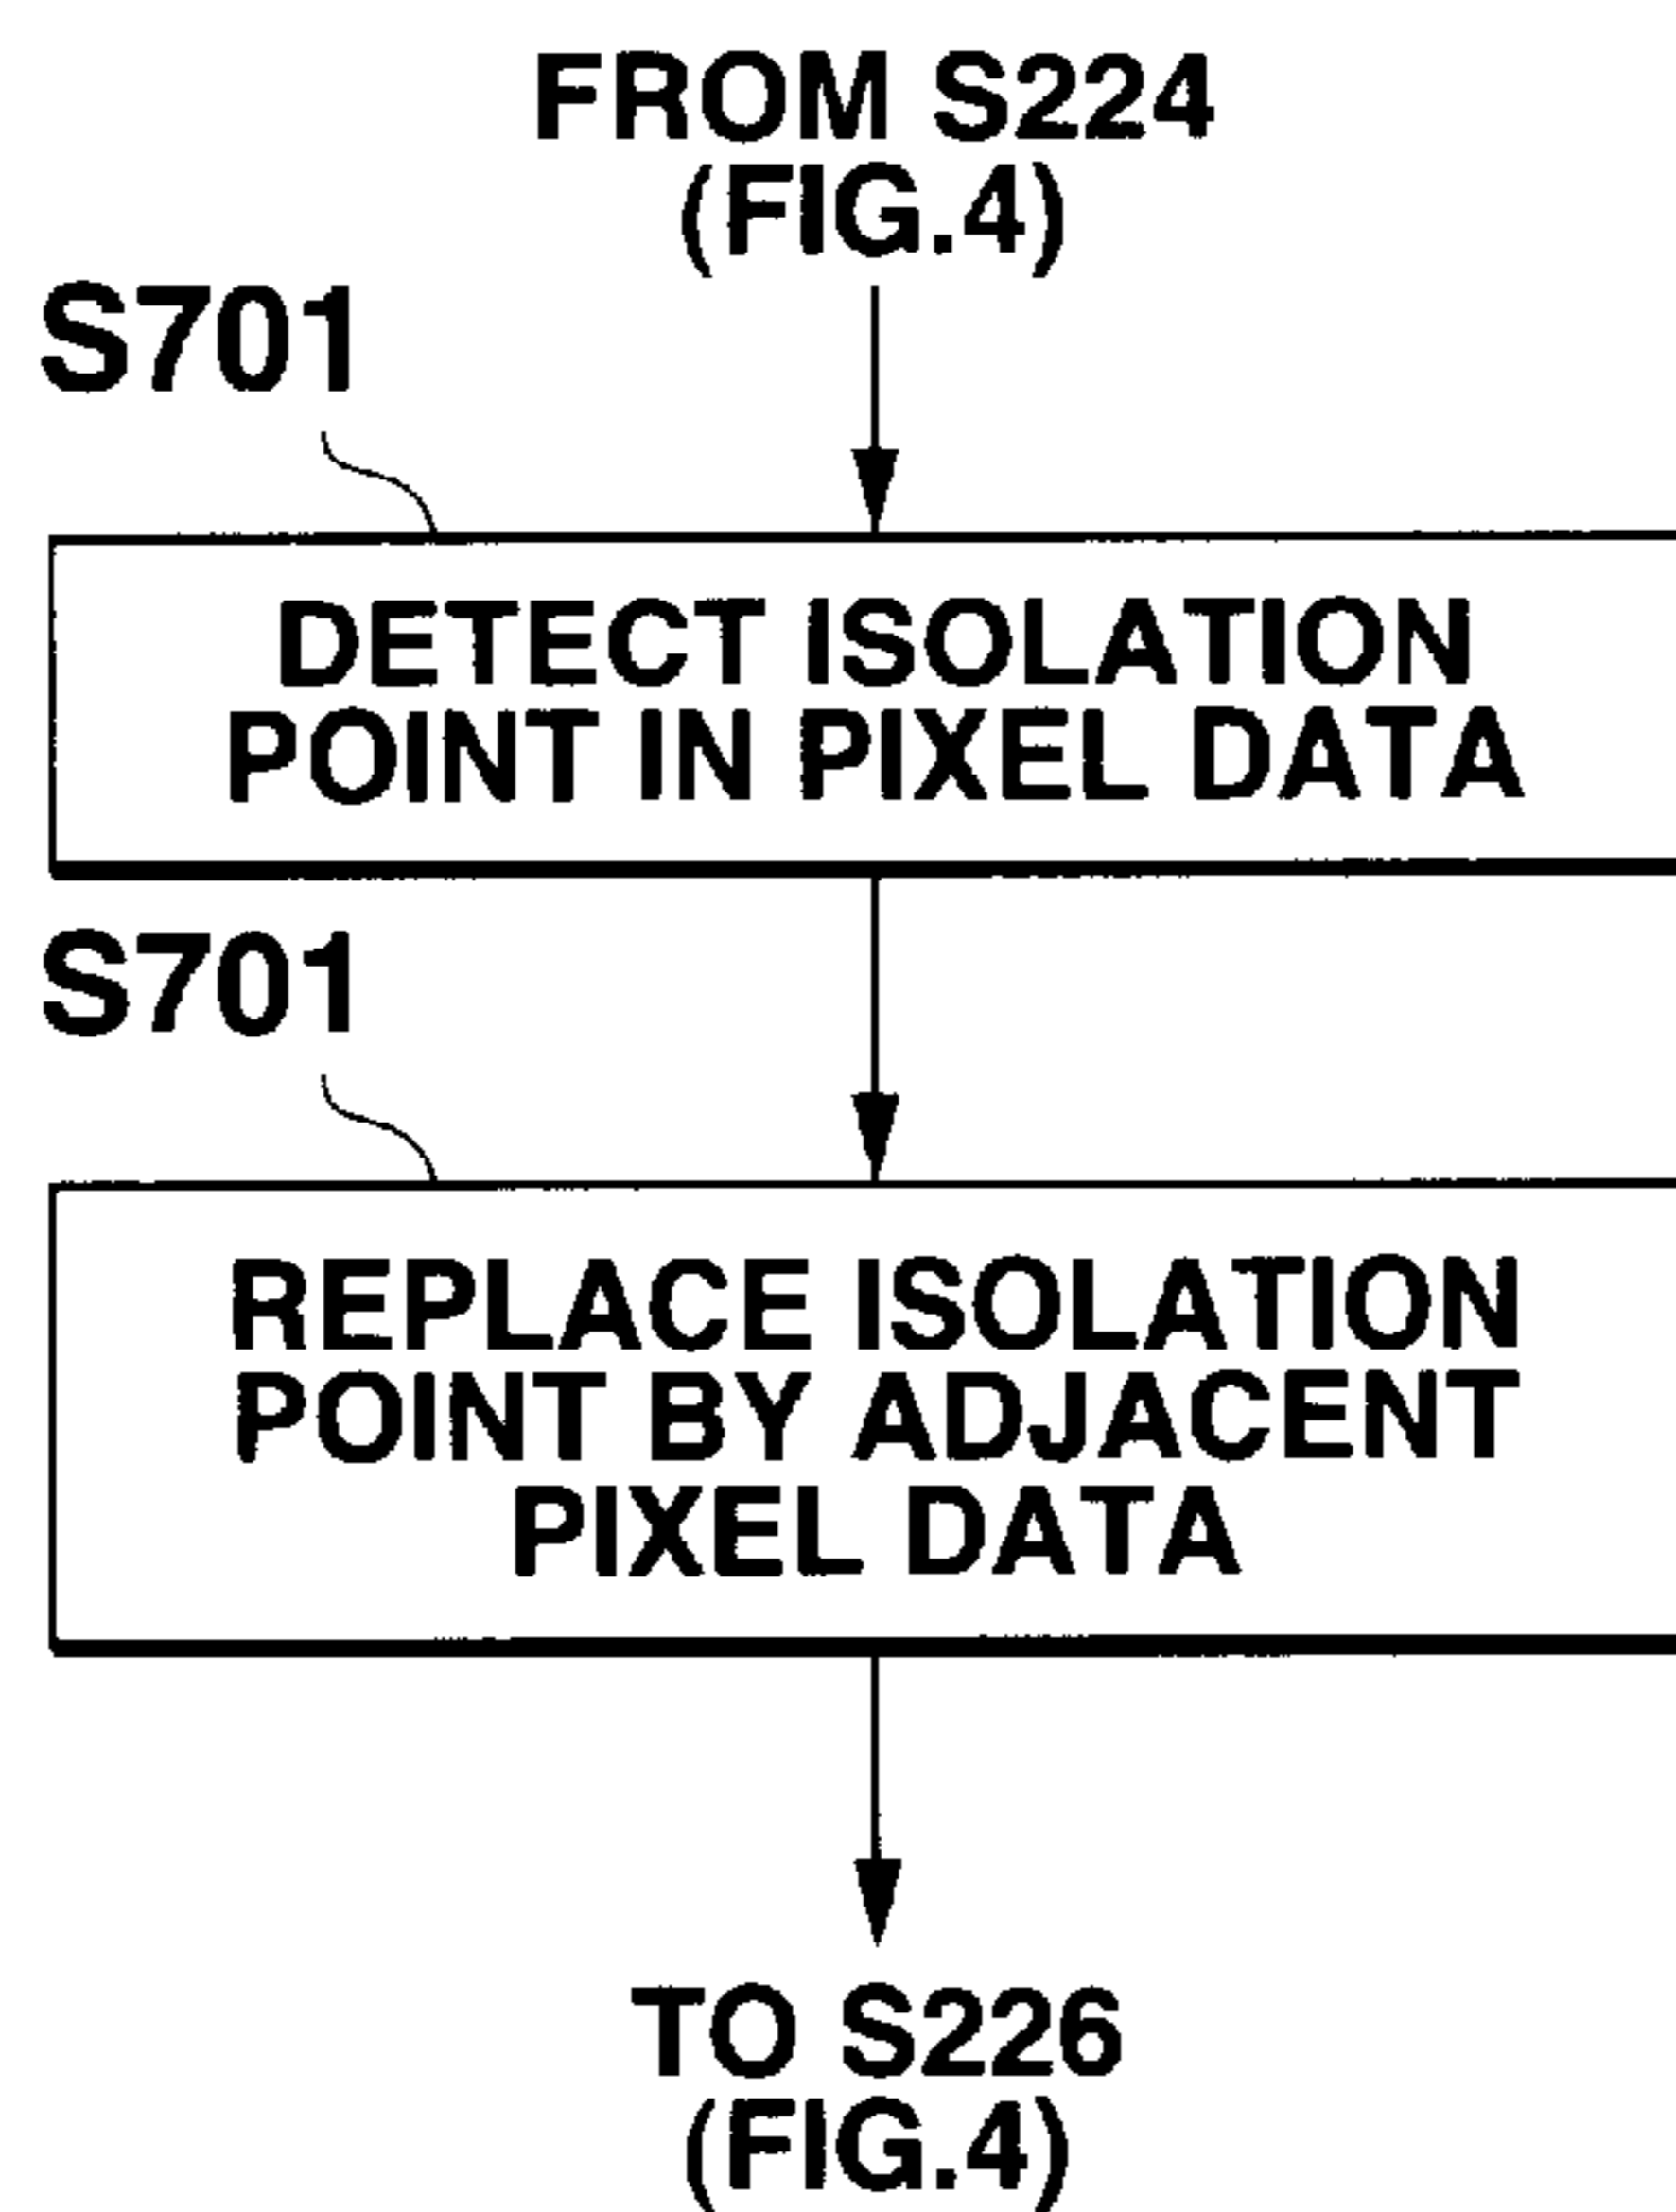 FROM S224
(FIG.4)
S701
DETECT ISOLATION
POINT IN PIXEL DATA
S701
REPLACE ISOLATION
POINT BY ADJACENT
PIXEL DATA
TO S226
(FIG.4)